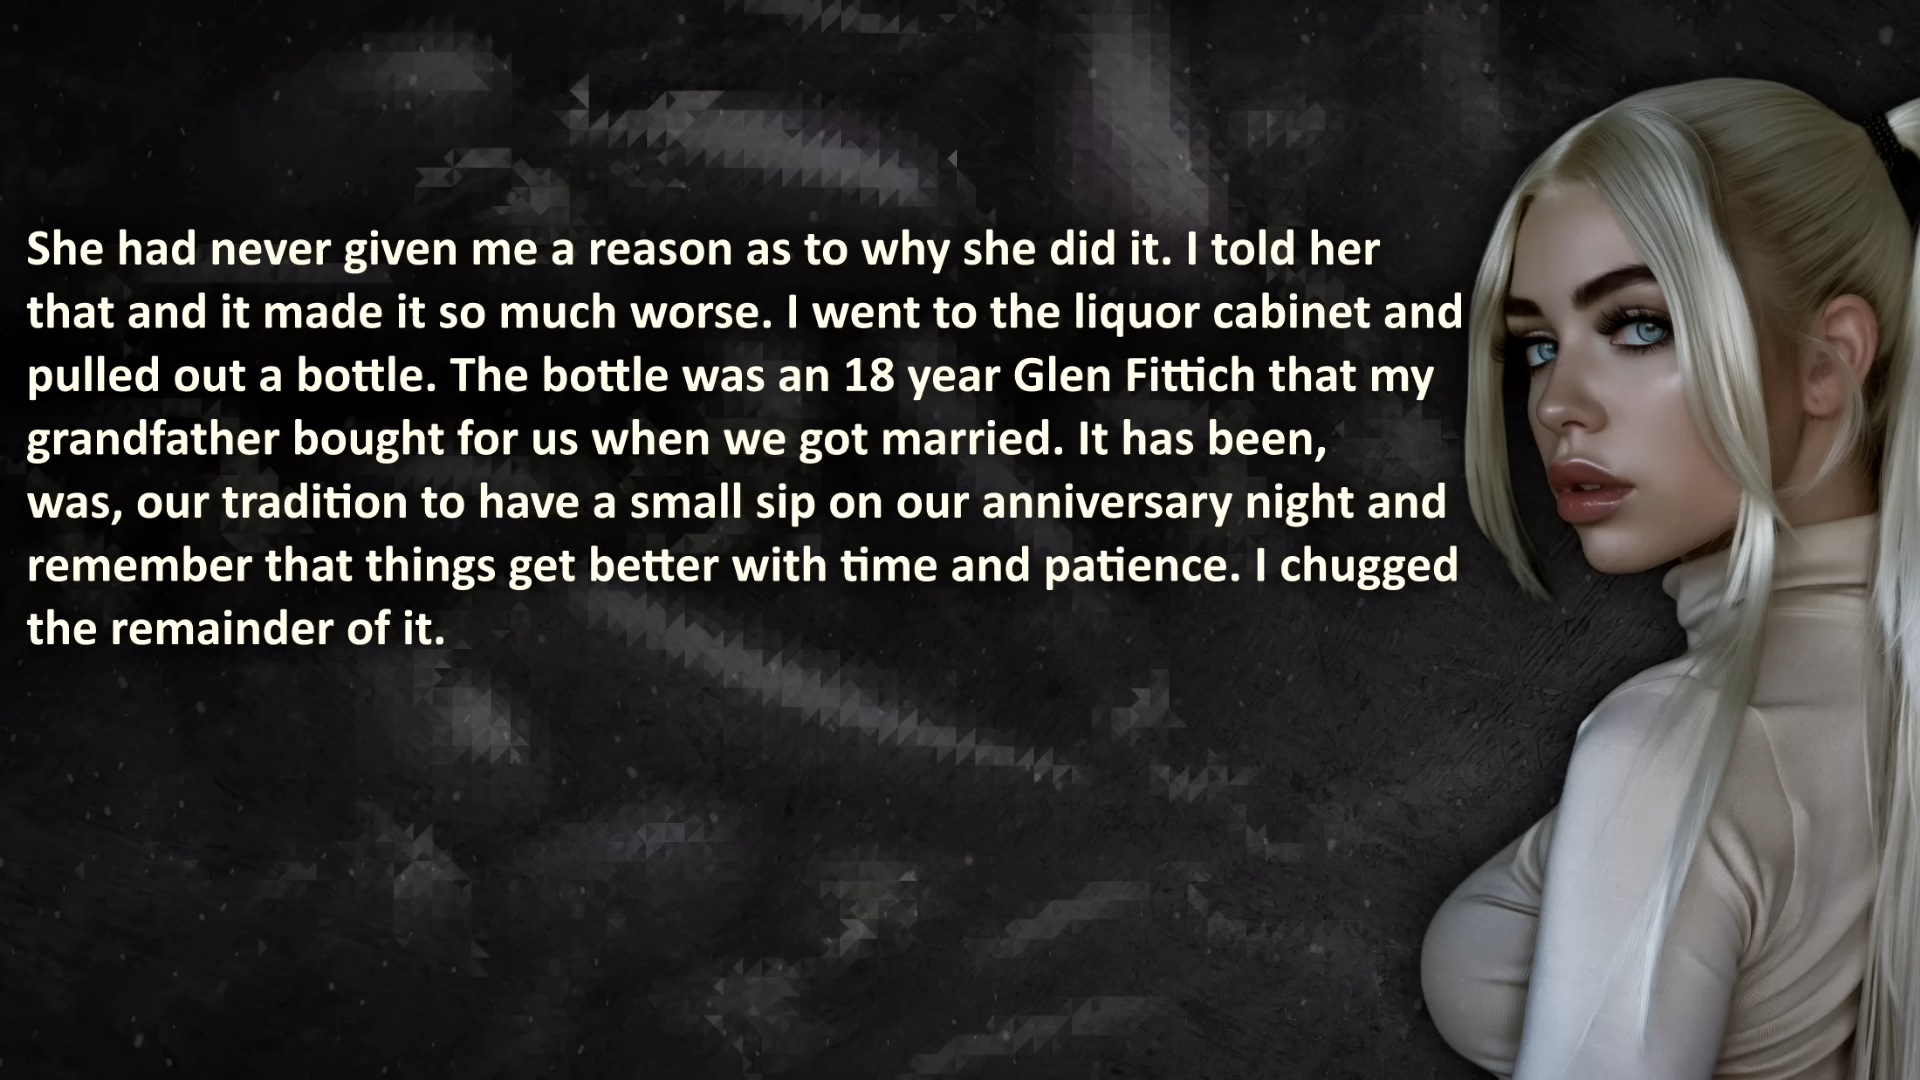 She had never given me a reason as to why she did it. I told her
that and it made it so much worse. I went to the liquor cabinet and
pulled out a bottle. The bottle was an 18 year Glen Fittich that my
grandfather bought for us when we got married. It has been,
was, our tradition to have a small sip on our anniversary night and
remember that things get better with time and patience. I chugged
the remainder of it.